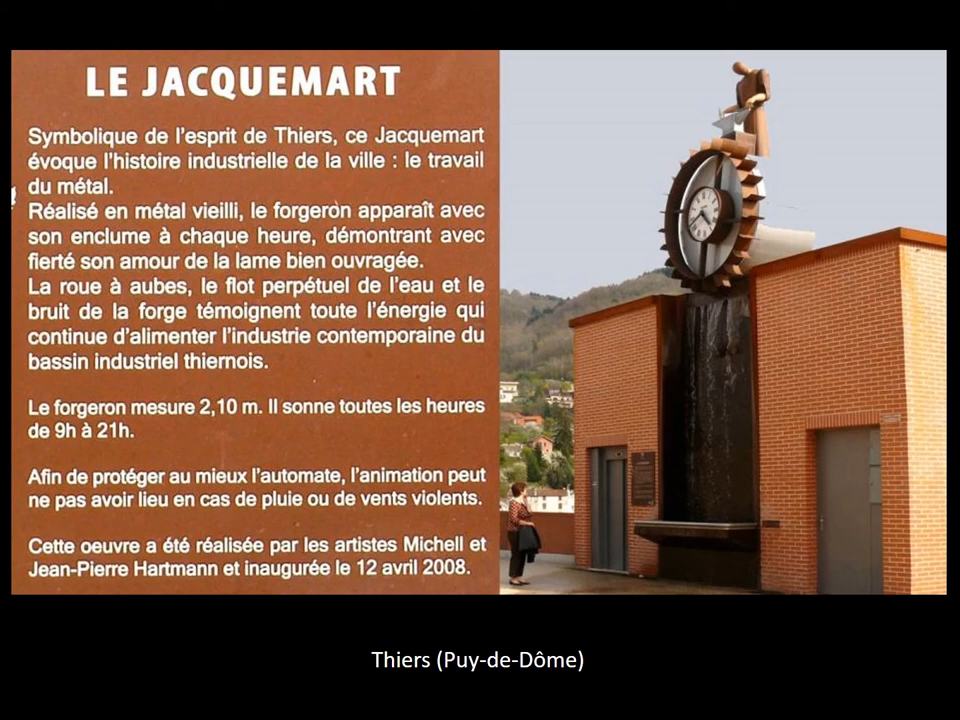 LE JACQUEMART
Symbolique de l'esprit de Thiers, ce Jacquemart
évoque l'histoire industrielle de la ville : le travail
du métal.
Réalisé en métal vieilli, le forgeron apparaît avec
son enclume à chaque heure, démontrant avec
fierté son amour de la lame bien ouvragée.
La roue à aubes, le flot perpétuel de l'eau et le
bruit de la forge témoignent toute l'énergie qui
continue d'alimenter l'industrie contemporaine du
bassin industriel thiernois.
Le forgeron mesure 2,10 m. Il sonne toutes les heures
de 9h à 21h.
Afin de protéger au mieux l'automate, l'animation peut
ne pas avoir lieu en cas de pluie ou de vents violents.
Cette oeuvre a été réalisée par les artistes Michell et
Jean-Pierre Hartmann et inaugurée le 12 avril 2008.
Thiers (Puy-de-Dôme)